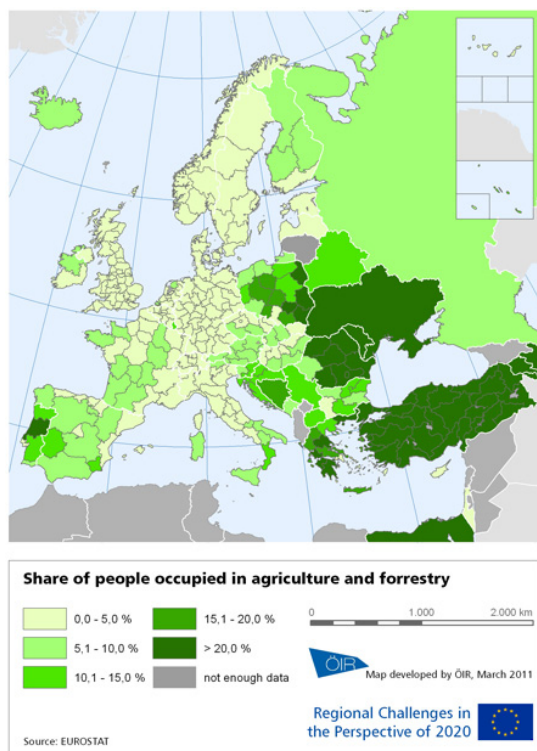 Share of people occupied in agriculture and forrestry
0,0 - 5,0 %
15,1 - 20,0 %
5,1 - 10,0 %
> 20,0 %
10,1 - 15,0 %
not enough data
0 1.000 2.000 km
ÖIR
Map developed by ÖIR, March 2011
Regional Challenges in
the Perspective of 2020
Source: EUROSTAT